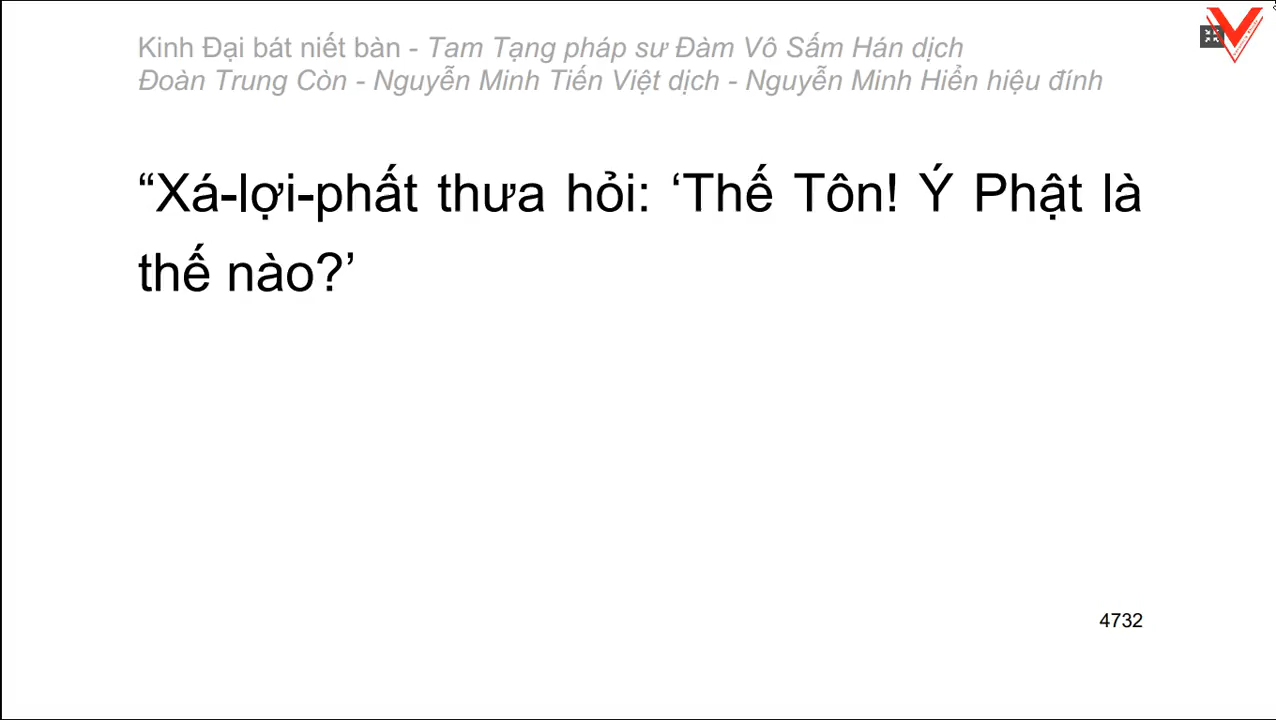 Kinh Đại bát niết bàn - Tam Tạng pháp sư Đàm Vô Sấm Hán dịch
Đoàn Trung Còn - Nguyễn Minh Tiến Việt dịch - Nguyễn Minh Hiển hiệu đính
“Xá-lợi-phất thưa hỏi: ‘Thế Tôn! Ý Phật là
thế nào?’
4732